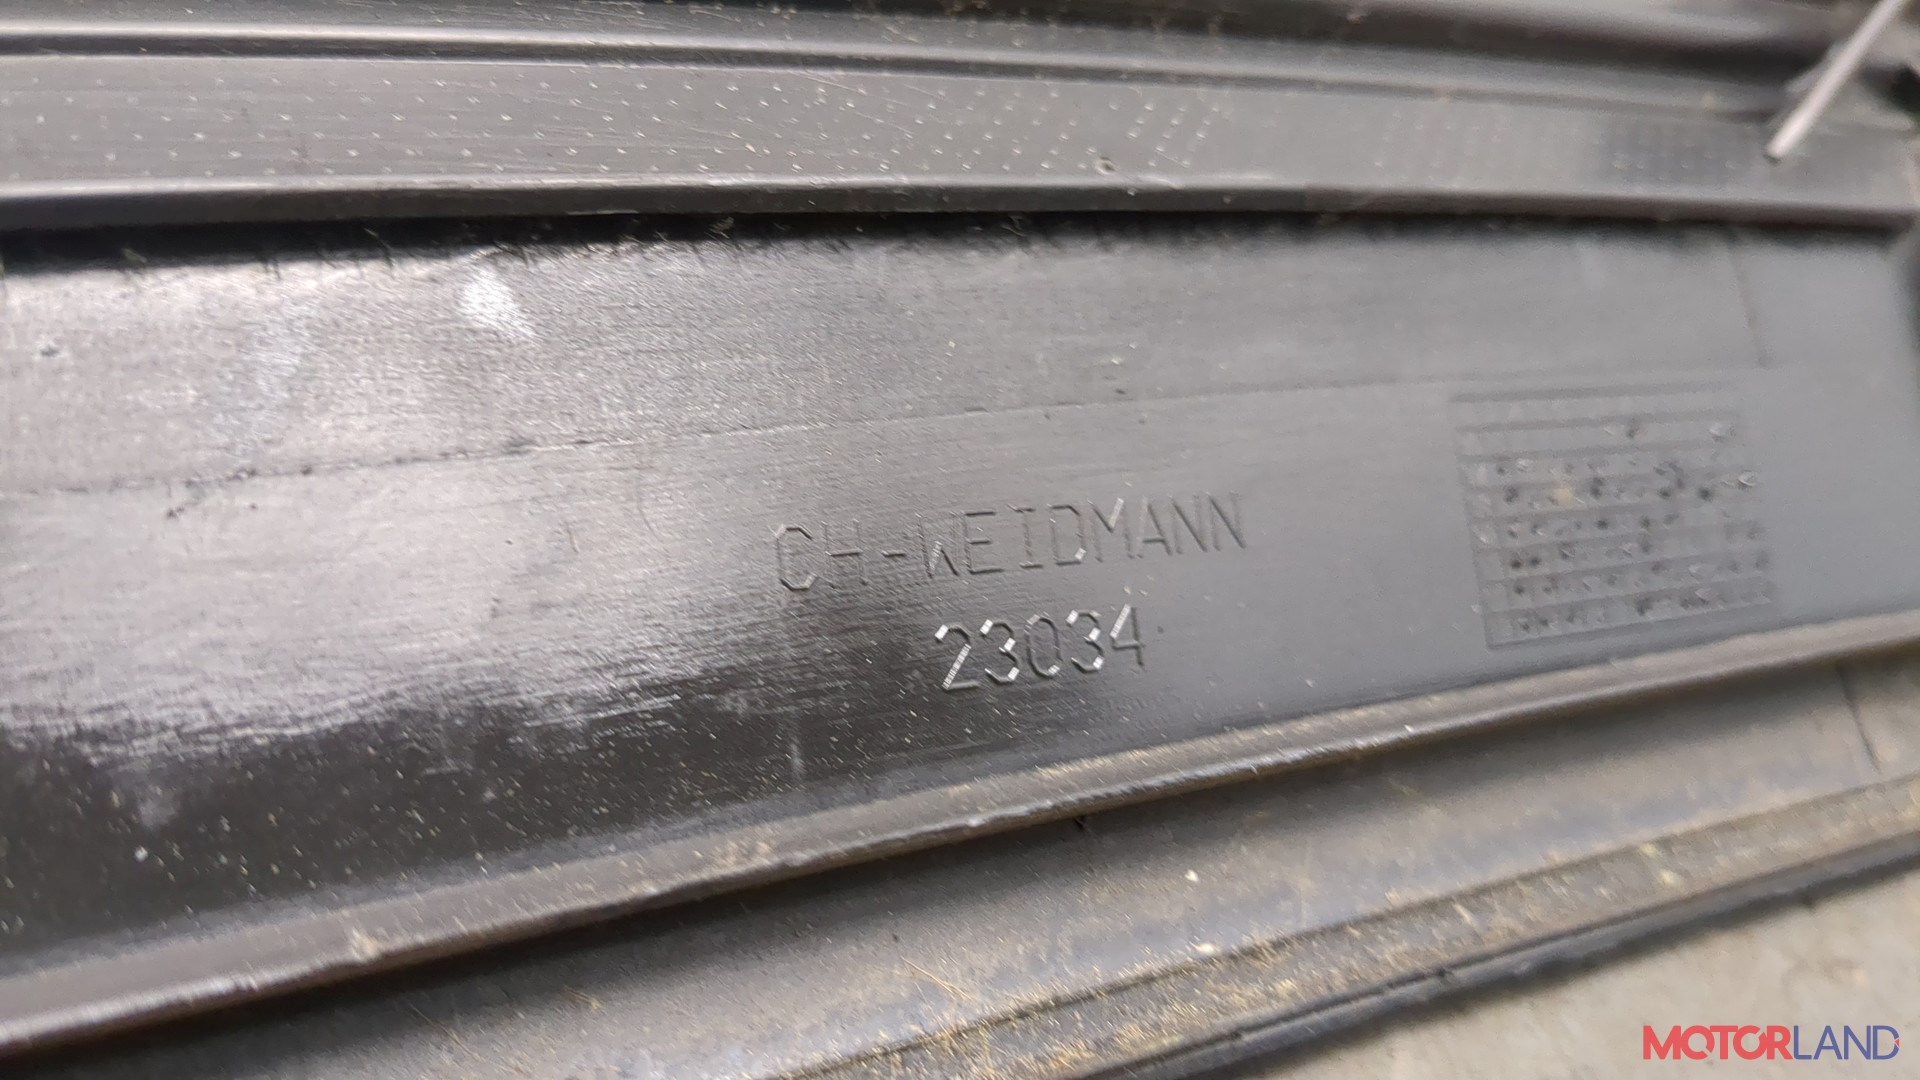 CH-WEIDMANN
23034
MOTORLAND